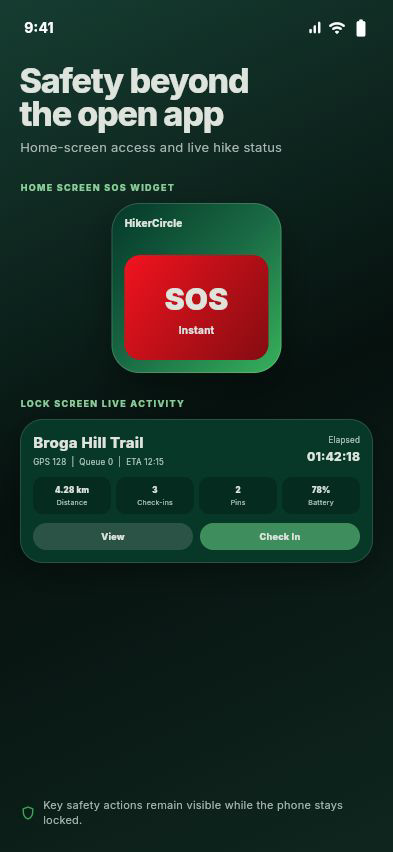 9:41
Safety beyond
the open app
Home-screen access and live hike status
HOME SCREEN SOS WIDGET
HikerCircle
SOS
Instant
LOCK SCREEN LIVE ACTIVITY
Broga Hill Trail
Elapsed
GPS 128 | Queue 0 | ETA 12:15
01:42:18
4.28 km
Distance
3
Check-ins
2
Pins
78%
Battery
View
Check In
Key safety actions remain visible while the phone stays
locked.